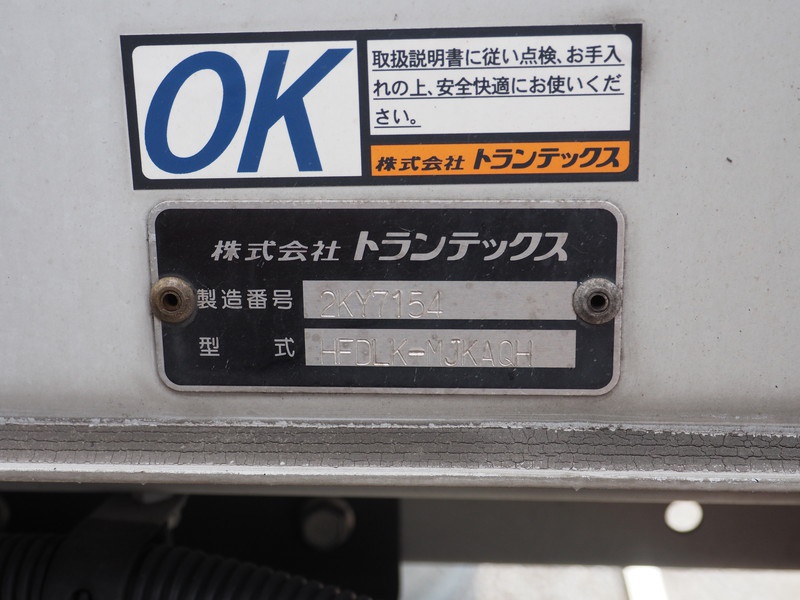 OK
取扱説明書に従い点検、お手入
れの上、安全快適にお使いくだ
さい。
株式会社 トランテックス
株式会社 トランテックス
製造番号 2KY7154
型 式 HFDLK-MJKAQH